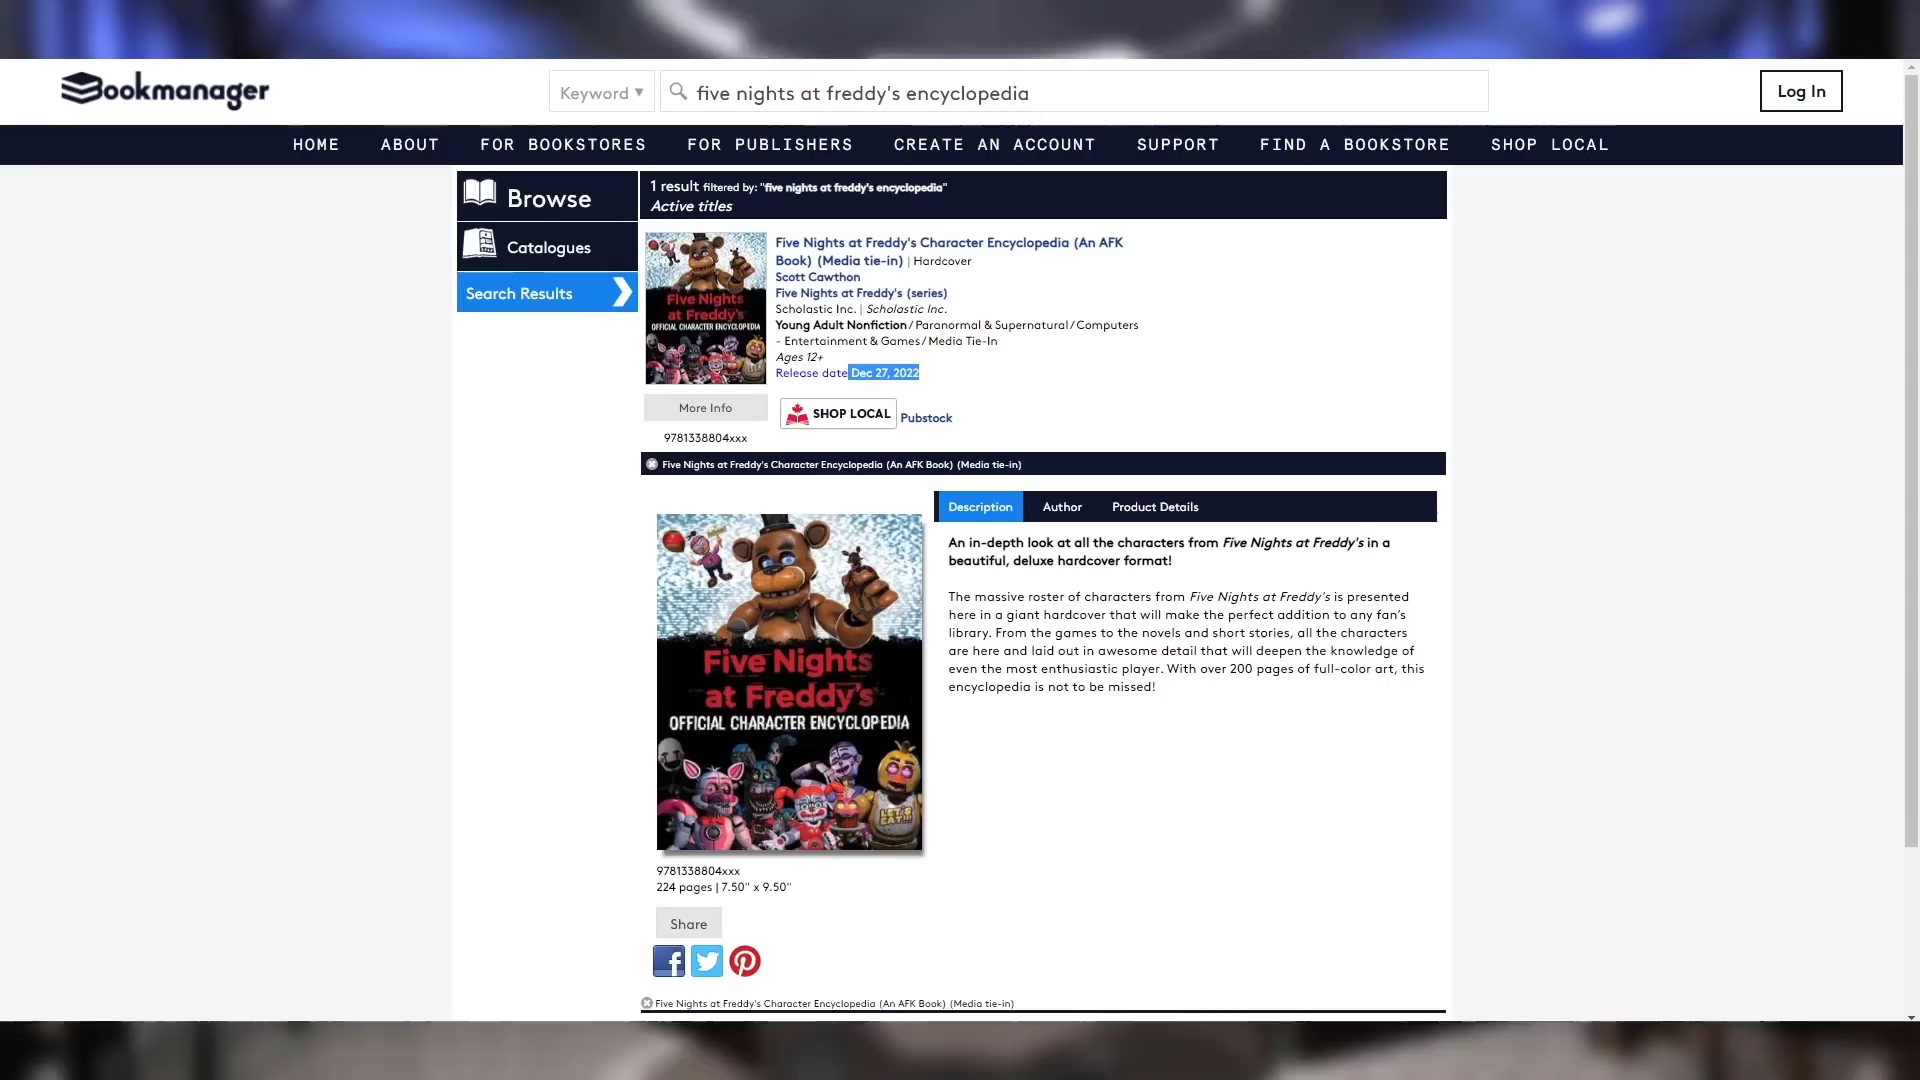 Bookmanager
Keyword ▼
five nights at freddy's encyclopedia
Log In
HOME ABOUT FOR BOOKSTORES FOR PUBLISHERS CREATE AN ACCOUNT SUPPORT FIND A BOOKSTORE SHOP LOCAL
Browse
Catalogues
Search Results
1 result filtered by: "five nights at freddy's encyclopedia"
Active titles
Five Nights
at Freddy's
OFFICIAL CHARACTER ENCYCLOPEDIA
Five Nights at Freddy's Character Encyclopedia (An AFK
Book) (Media tie-in) | Hardcover
Scott Cawthon
Five Nights at Freddy's (series)
Scholastic Inc. | Scholastic Inc.
Young Adult Nonfiction / Paranormal & Supernatural / Computers
- Entertainment & Games / Media Tie-In
Ages 12+
Release date Dec 27, 2022
More Info
SHOP LOCAL Pubstock
9781338804xxx
Five Nights at Freddy's Character Encyclopedia (An AFK Book) (Media tie-in)
Five Nights
at Freddy's
OFFICIAL CHARACTER ENCYCLOPEDIA
LET'S
EAT!!!
Description Author Product Details
An in-depth look at all the characters from Five Nights at Freddy's in a
beautiful, deluxe hardcover format!
The massive roster of characters from Five Nights at Freddy's is presented
here in a giant hardcover that will make the perfect addition to any fan's
library. From the games to the novels and short stories, all the characters
are here and laid out in awesome detail that will deepen the knowledge of
even the most enthusiastic player. With over 200 pages of full-color art, this
encyclopedia is not to be missed!
9781338804xxx
224 pages | 7.50" x 9.50"
Share
Five Nights at Freddy's Character Encyclopedia (An AFK Book) (Media tie-in)